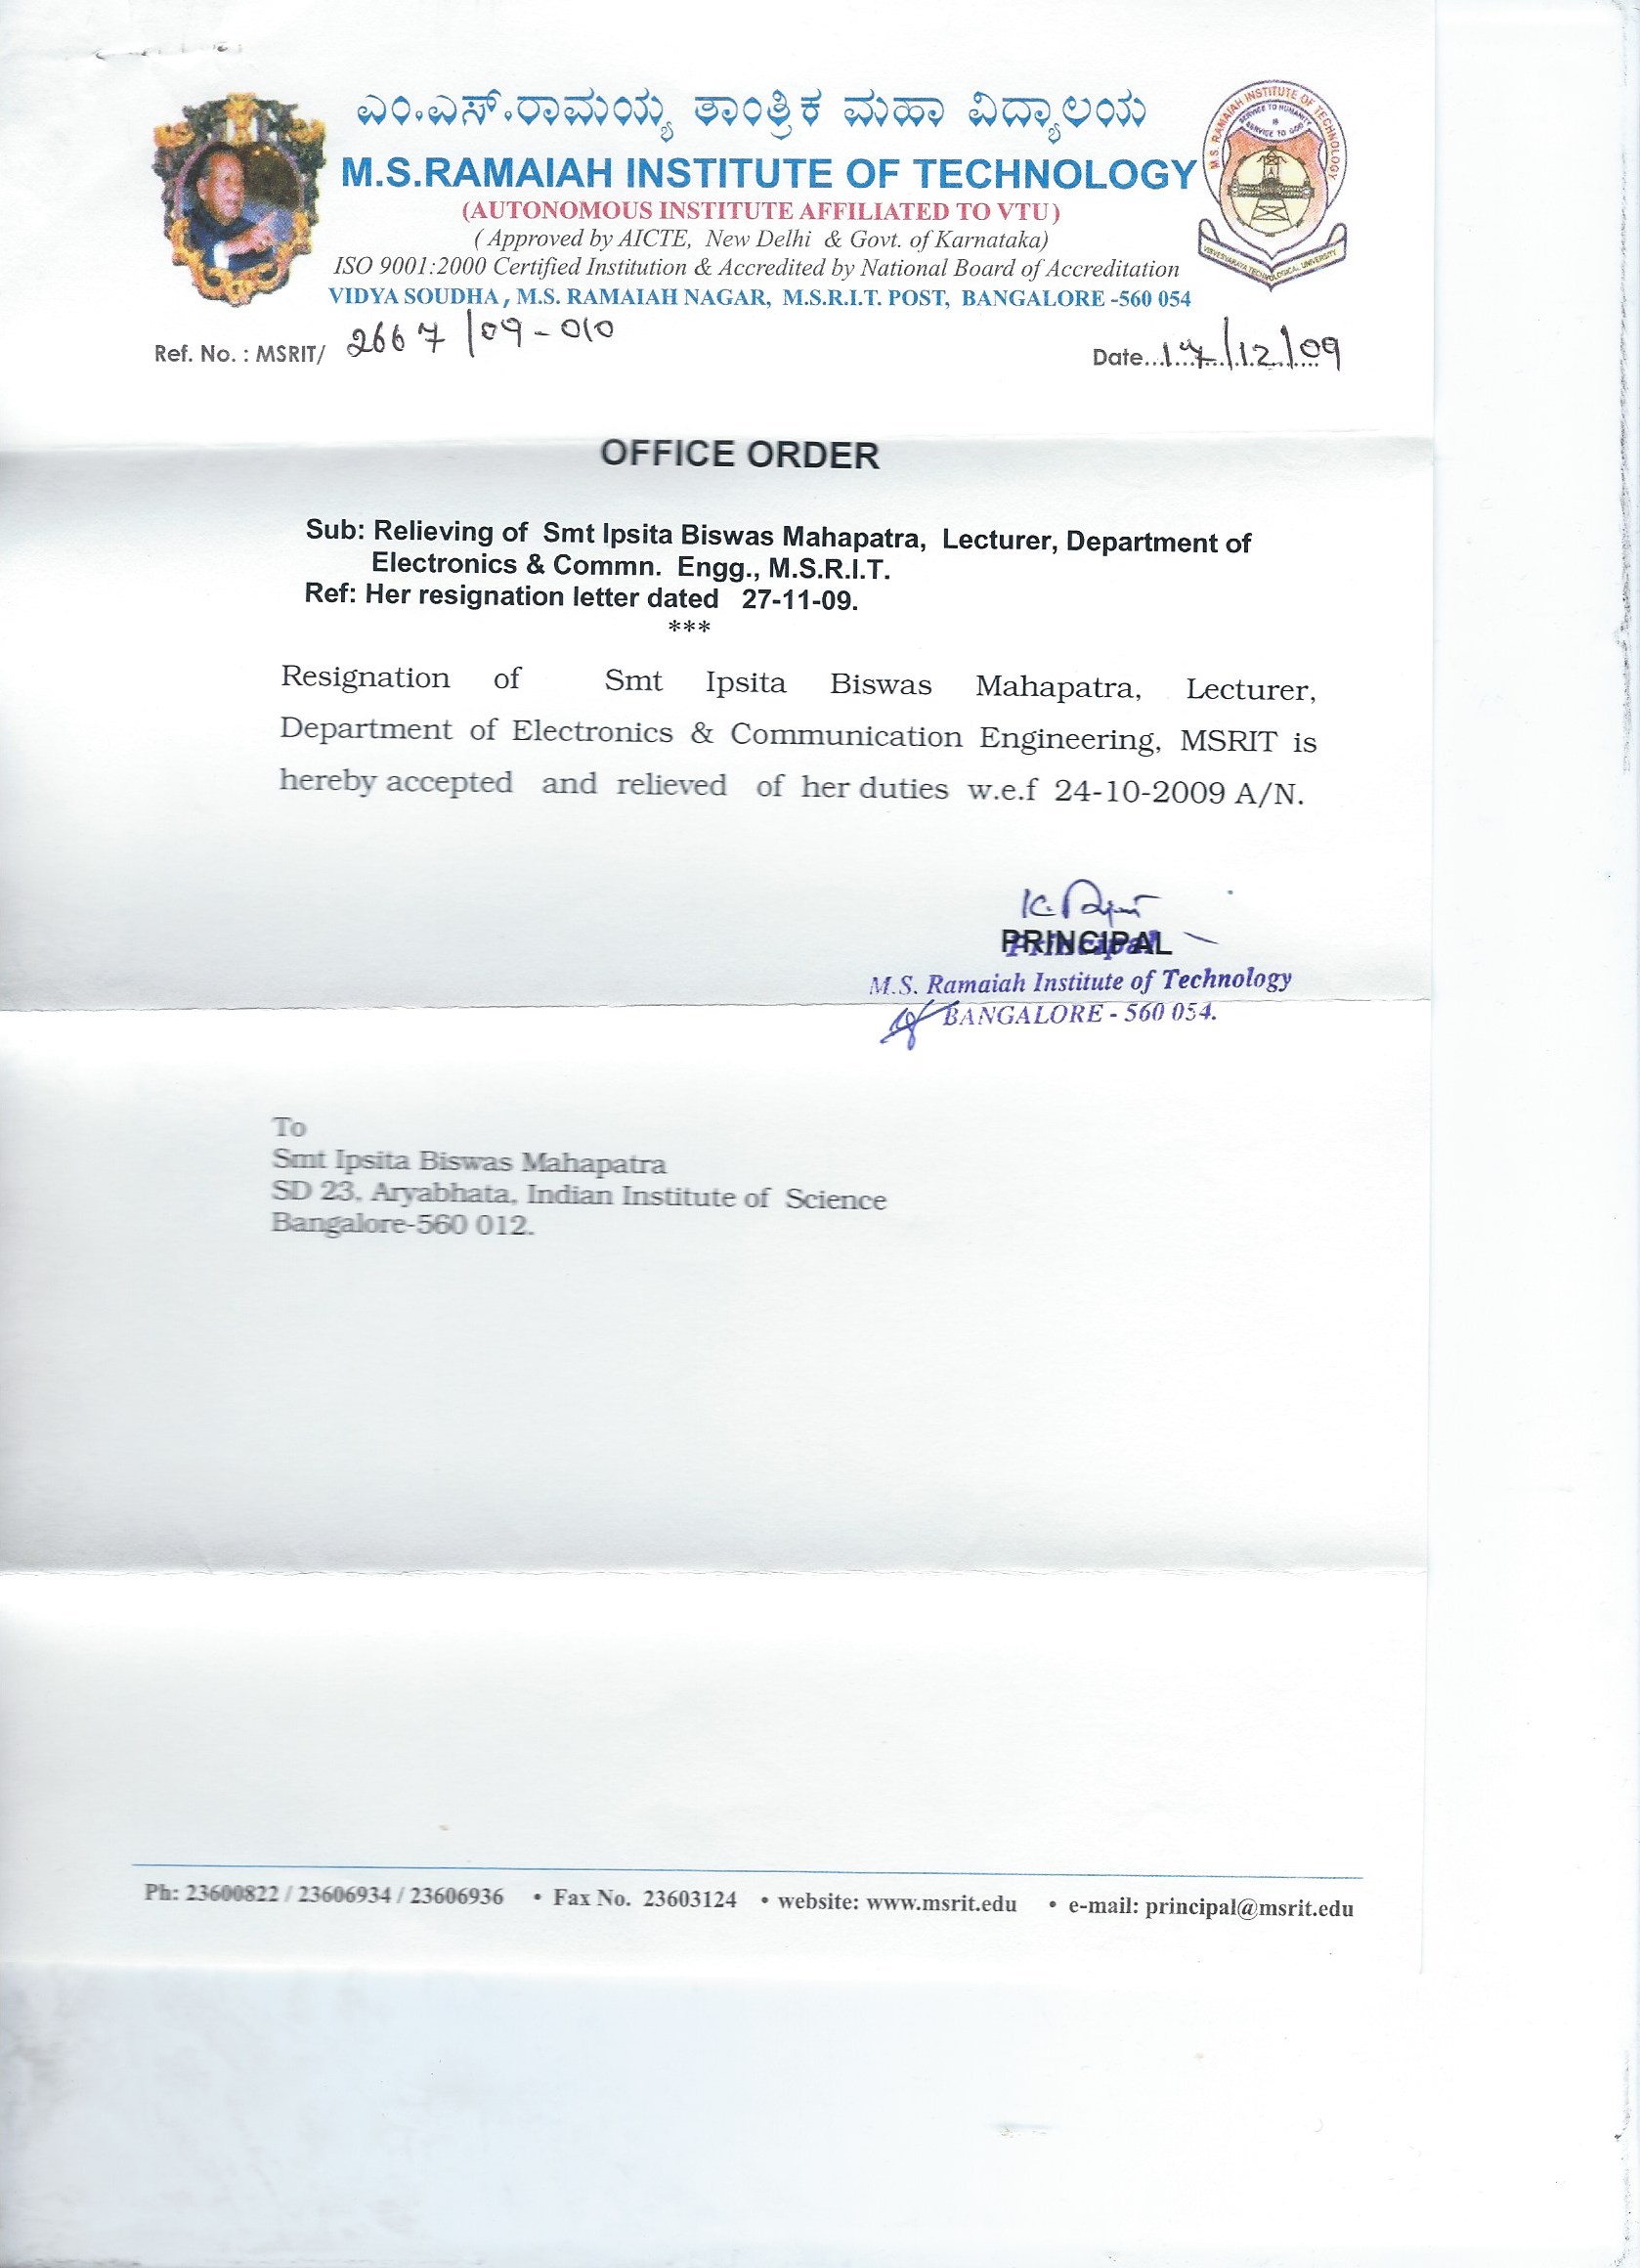 ಎಂ.ಎಸ್.ರಾಮಯ್ಯ ತಾಂತ್ರಿಕ ಮಹಾ ವಿದ್ಯಾಲಯ
M.S.RAMAIAH INSTITUTE OF TECHNOLOGY
(AUTONOMOUS INSTITUTE AFFILIATED TO VTU)
( Approved by AICTE, New Delhi & Govt. of Karnataka)
ISO 9001:2000 Certified Institution & Accredited by National Board of Accreditation
VIDYA SOUDHA, M.S. RAMAIAH NAGAR, M.S.R.I.T. POST, BANGALORE -560 054
M.S. RAMAIAH INSTITUTE OF TECHNOLOGY
SERVICE TO HUMANITY
SERVICE TO GOD
VISVESVARAYA TECHNOLOGICAL UNIVERSITY
Ref. No. : MSRIT/ 2667/09-010
Date...17/12/09
OFFICE ORDER
Sub: Relieving of Smt Ipsita Biswas Mahapatra, Lecturer, Department of
Electronics & Commn. Engg., M.S.R.I.T.
Ref: Her resignation letter dated 27-11-09.
***
Resignation of Smt Ipsita Biswas Mahapatra, Lecturer,
Department of Electronics & Communication Engineering, MSRIT is
hereby accepted and relieved of her duties w.e.f 24-10-2009 A/N.
PRINCIPAL
Principal
M.S. Ramaiah Institute of Technology
BANGALORE - 560 054.
To
Smt Ipsita Biswas Mahapatra
SD 23, Aryabhata, Indian Institute of Science
Bangalore-560 012.
Ph: 23600822 / 23606934 / 23606936 • Fax No. 23603124 • website: www.msrit.edu • e-mail: principal@msrit.edu